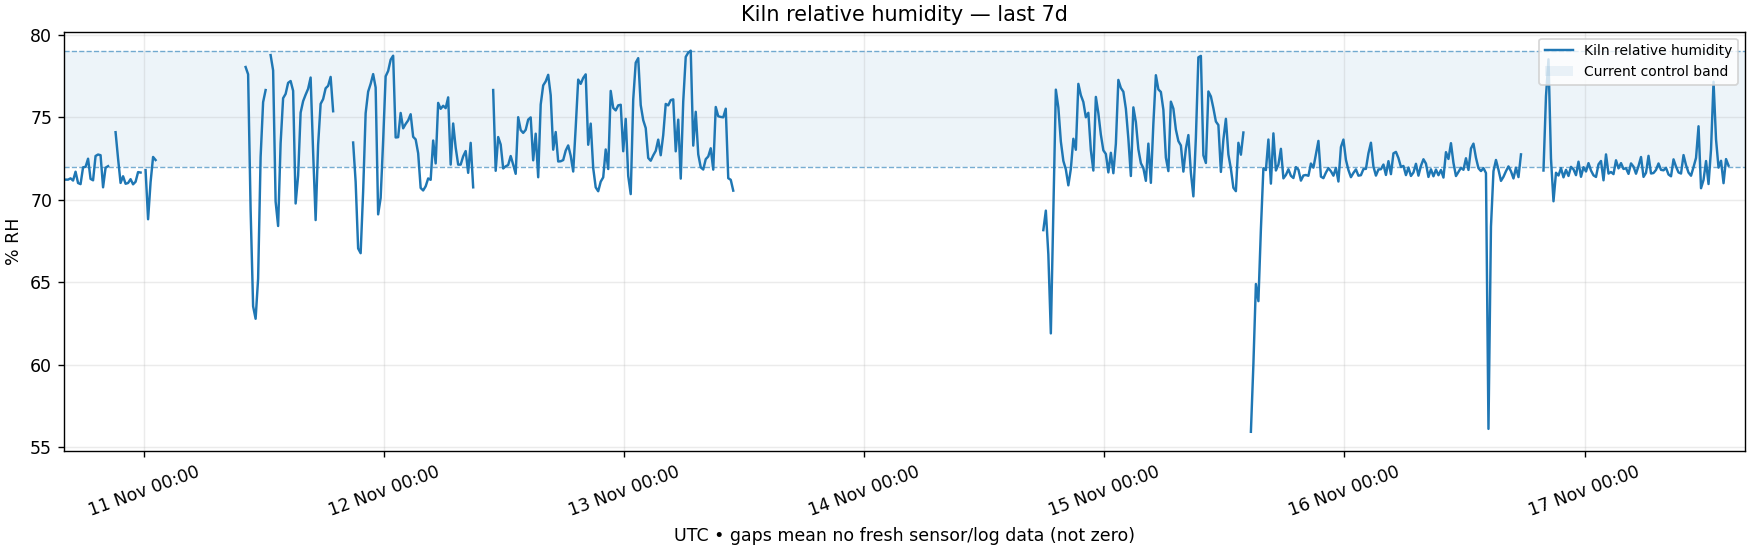 Kiln relative humidity — last 7d
80
75
70
65
60
55
% RH
Kiln relative humidity
Current control band
11 Nov 00:00
12 Nov 00:00
13 Nov 00:00
14 Nov 00:00
15 Nov 00:00
16 Nov 00:00
17 Nov 00:00
UTC • gaps mean no fresh sensor/log data (not zero)